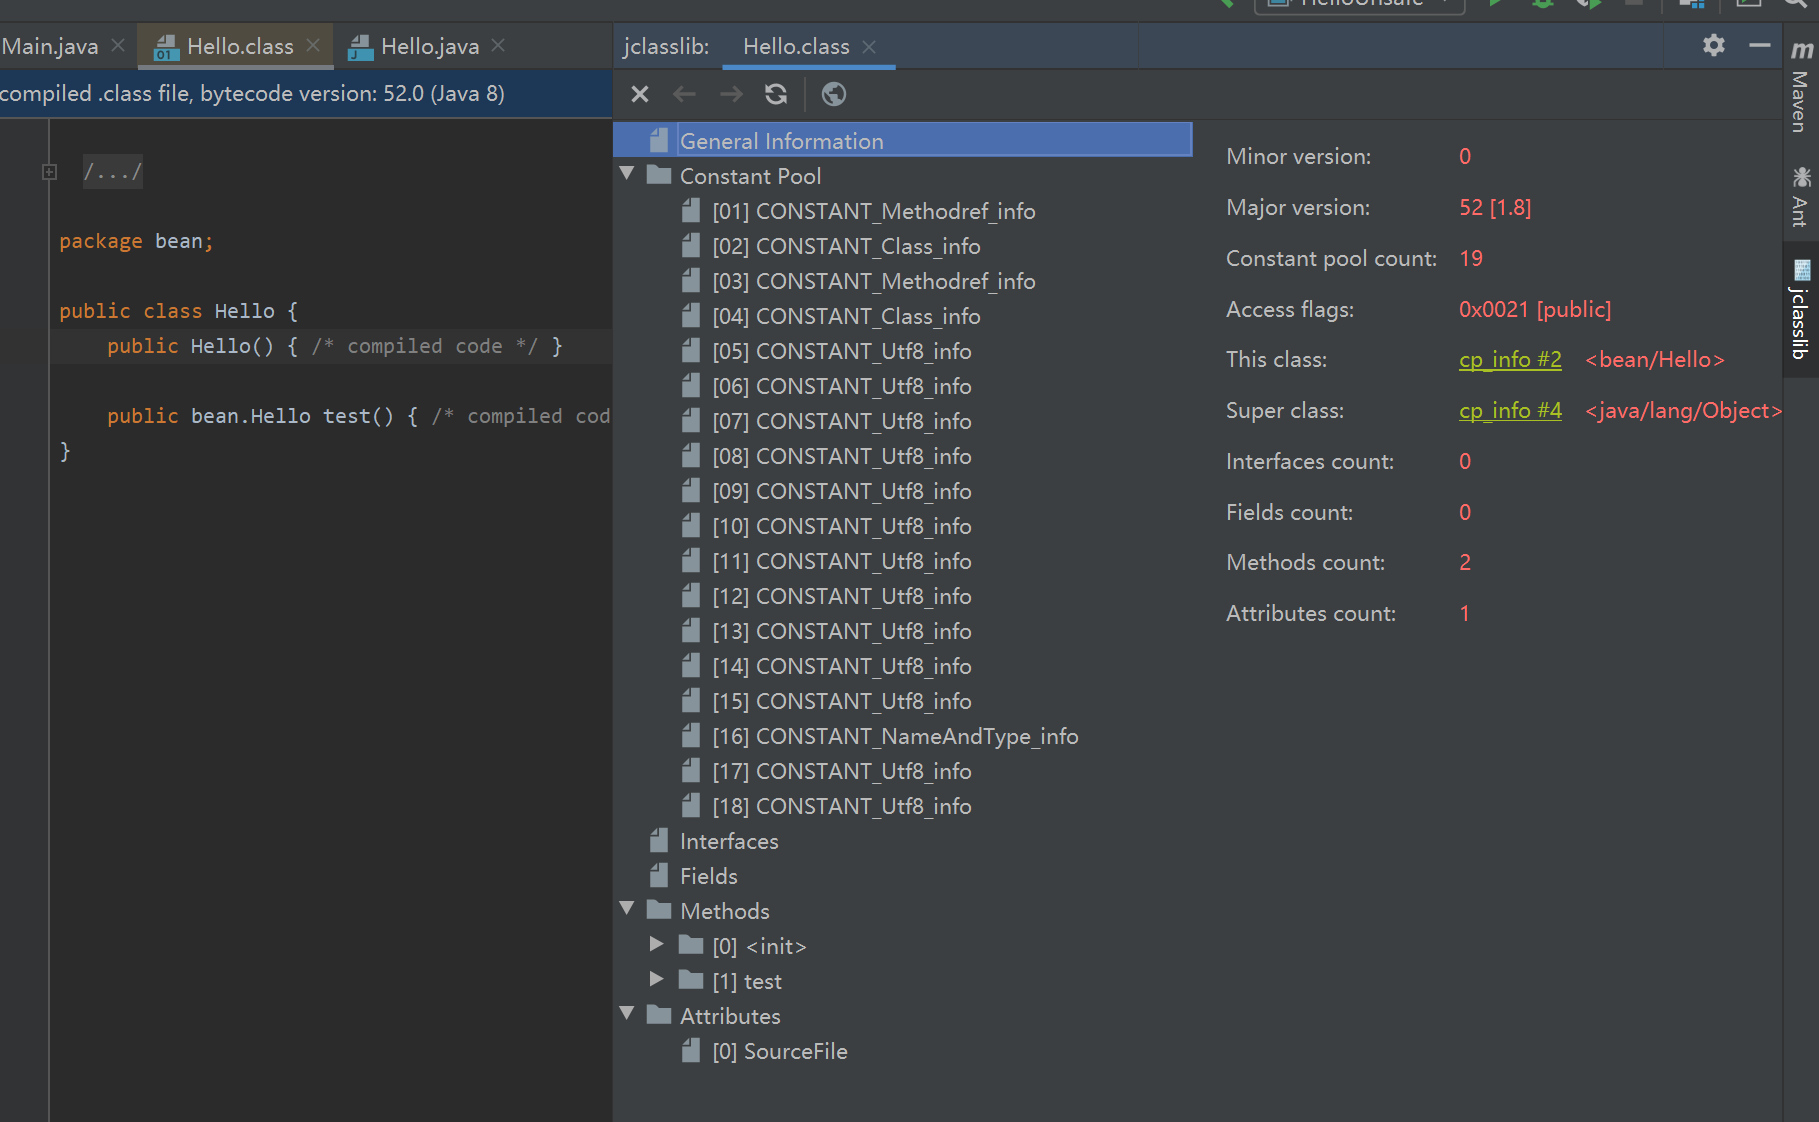 HelloUnsafe
Main.java
Hello.class
Hello.java
compiled .class file, bytecode version: 52.0 (Java 8)
/.../
package bean;
public class Hello {
public Hello() { /* compiled code */ }
public bean.Hello test() { /* compiled cod
}
jclasslib:
Hello.class
General Information
Constant Pool
[01] CONSTANT_Methodref_info
[02] CONSTANT_Class_info
[03] CONSTANT_Methodref_info
[04] CONSTANT_Class_info
[05] CONSTANT_Utf8_info
[06] CONSTANT_Utf8_info
[07] CONSTANT_Utf8_info
[08] CONSTANT_Utf8_info
[09] CONSTANT_Utf8_info
[10] CONSTANT_Utf8_info
[11] CONSTANT_Utf8_info
[12] CONSTANT_Utf8_info
[13] CONSTANT_Utf8_info
[14] CONSTANT_Utf8_info
[15] CONSTANT_Utf8_info
[16] CONSTANT_NameAndType_info
[17] CONSTANT_Utf8_info
[18] CONSTANT_Utf8_info
Interfaces
Fields
Methods
[0] <init>
[1] test
Attributes
[0] SourceFile
Minor version: 0
Major version: 52 [1.8]
Constant pool count: 19
Access flags: 0x0021 [public]
This class: cp_info #2 <bean/Hello>
Super class: cp_info #4 <java/lang/Object>
Interfaces count: 0
Fields count: 0
Methods count: 2
Attributes count: 1
m
Maven
Ant
jclasslib